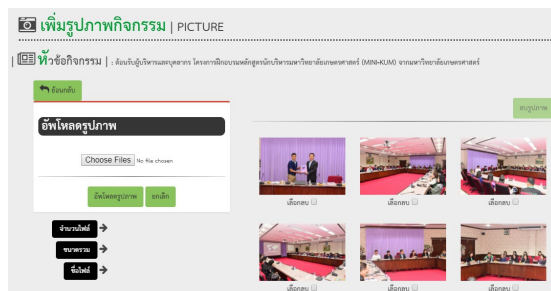 เพิ่มรูปภาพกิจกรรม | PICTURE
| หัวข้อกิจกรรม | : ต้อนรับผู้บริหารและบุคลากร โครงการฝึกอบรมหลักสูตรนักบริหารมหาวิทยาลัยเกษตรศาสตร์ (MINI-KUM) จากมหาวิทยาลัยเกษตรศาสตร์
ย้อนกลับ
ลบรูปภาพ
อัพโหลดรูปภาพ
Choose Files No file chosen
อัพโหลดรูปภาพ ยกเลิก
เลือกลบ เลือกลบ เลือกลบ
จำนวนไฟล์
ขนาดรวม
ชื่อไฟล์
เลือกลบ เลือกลบ เลือกลบ